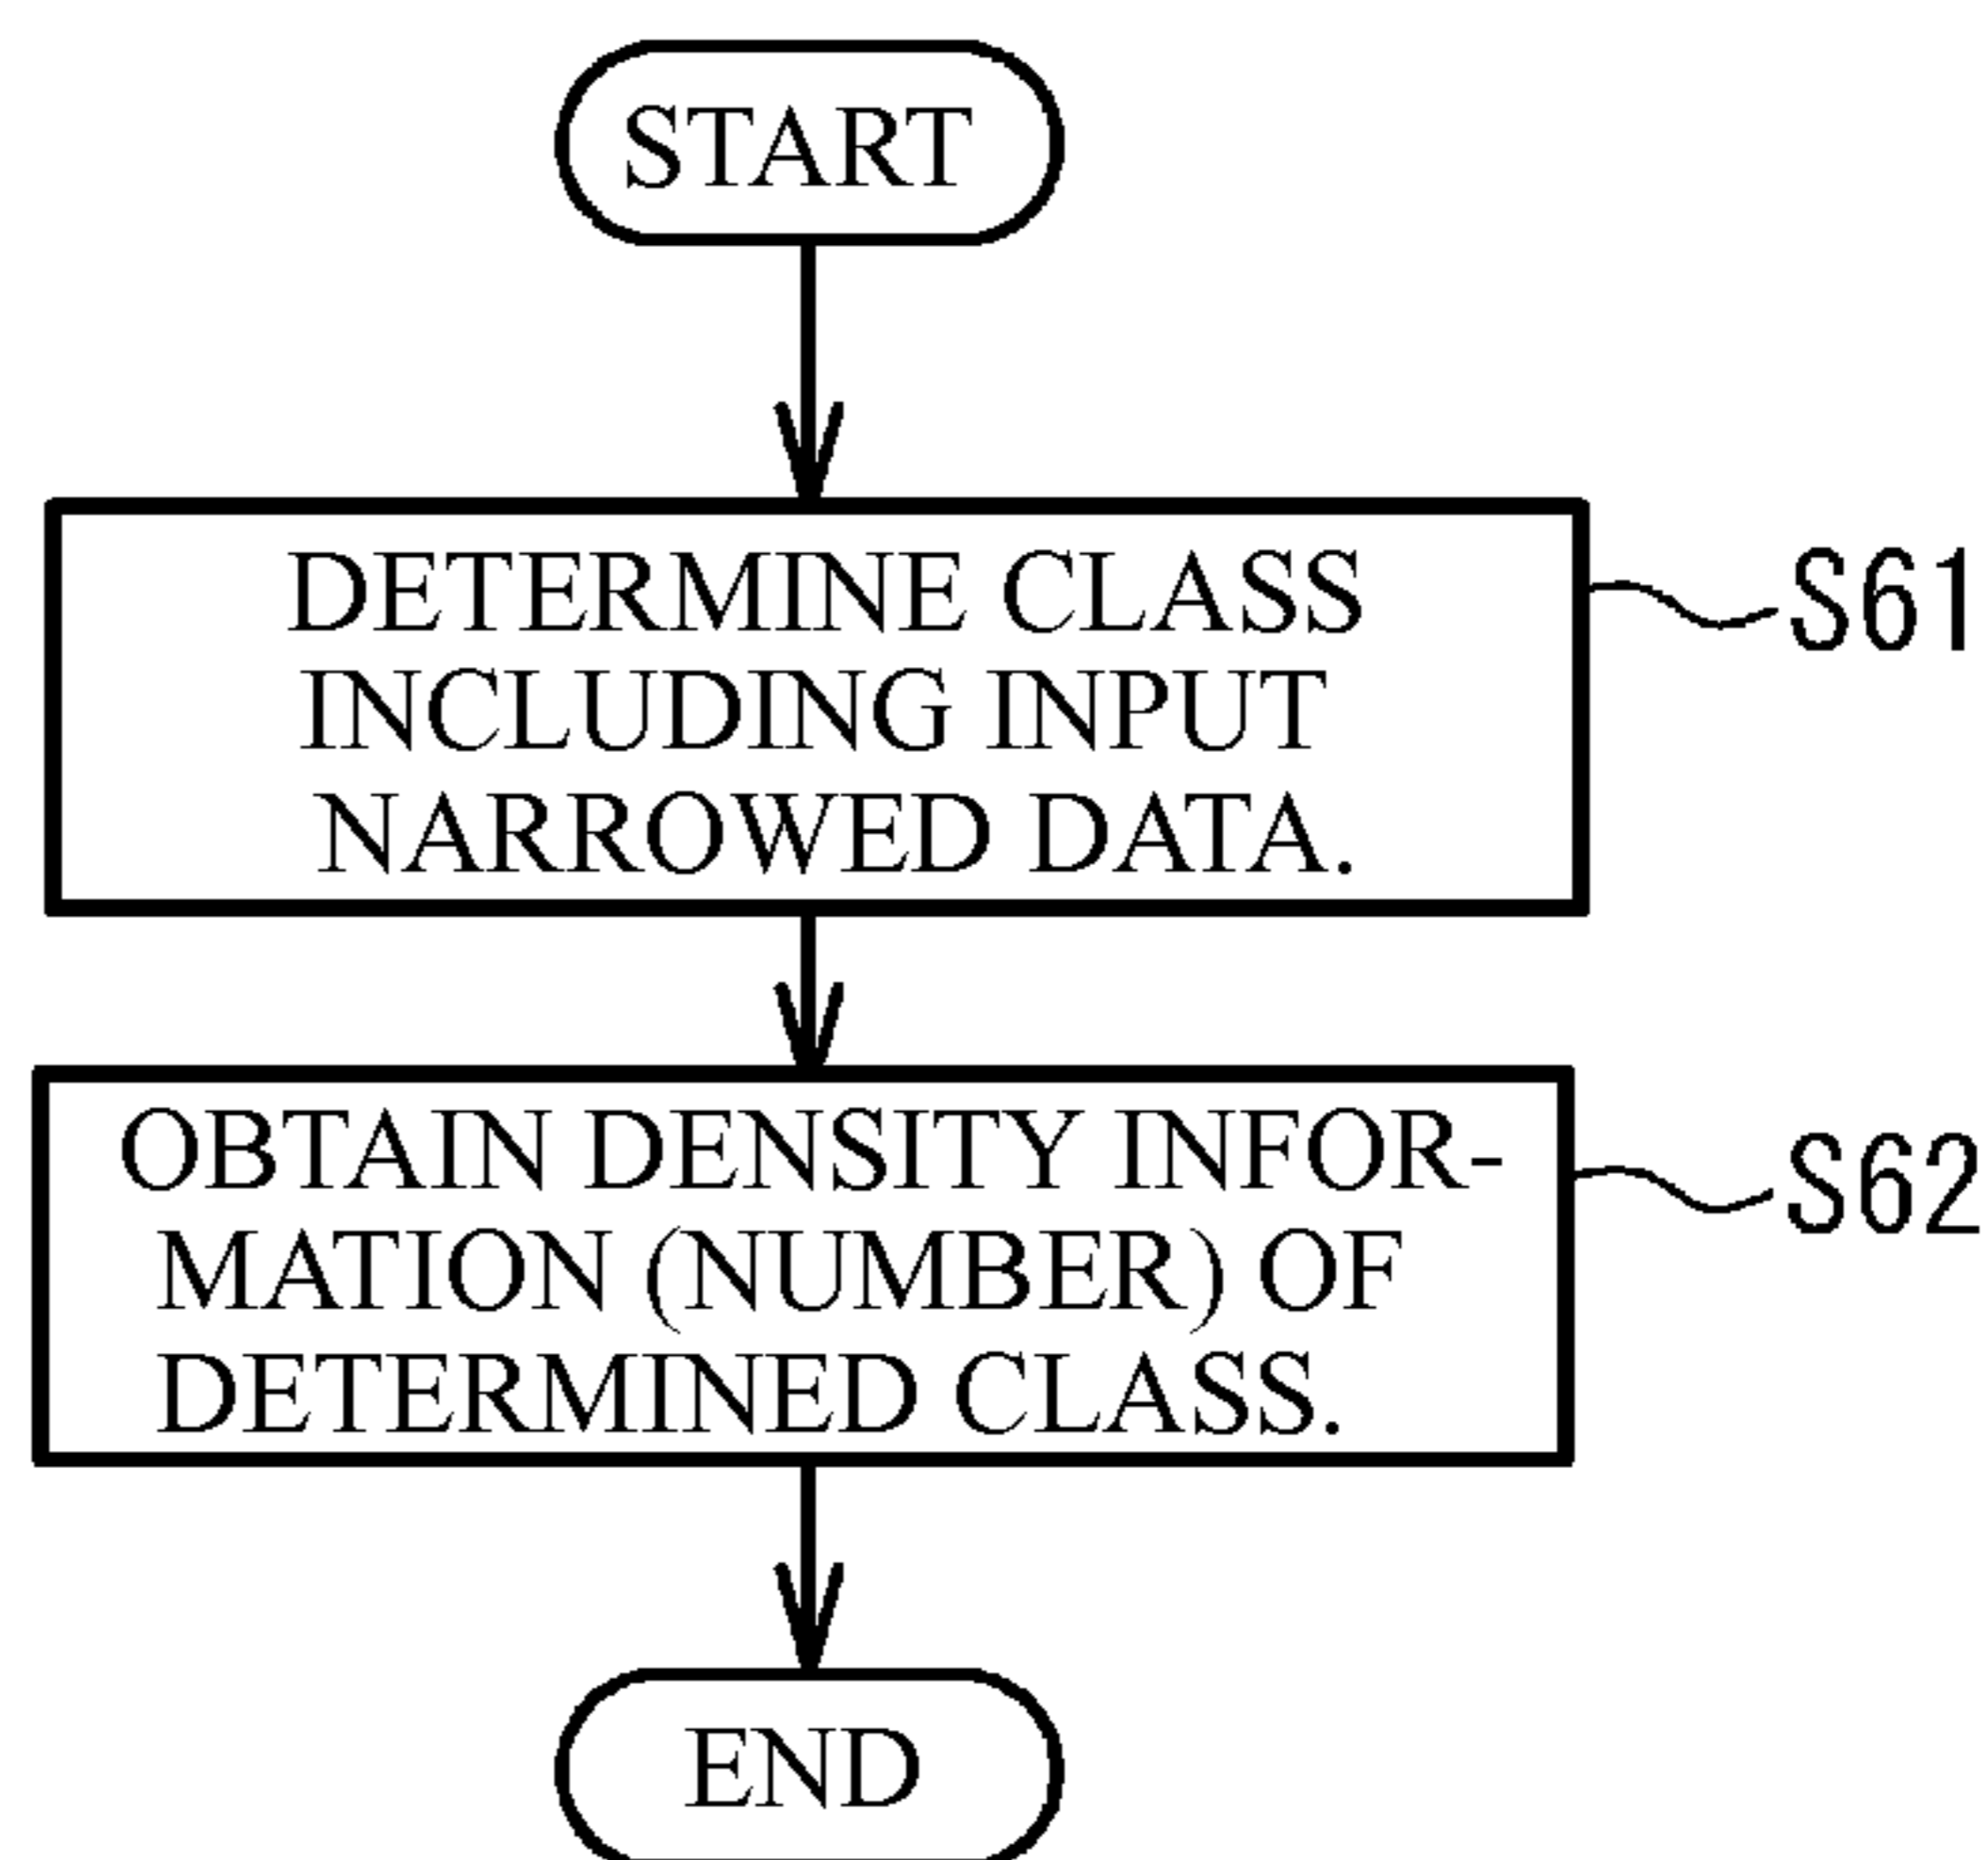 START
DETERMINE CLASS
INCLUDING INPUT
NARROWED DATA.
S61
OBTAIN DENSITY INFOR-
MATION (NUMBER) OF
DETERMINED CLASS.
S62
END